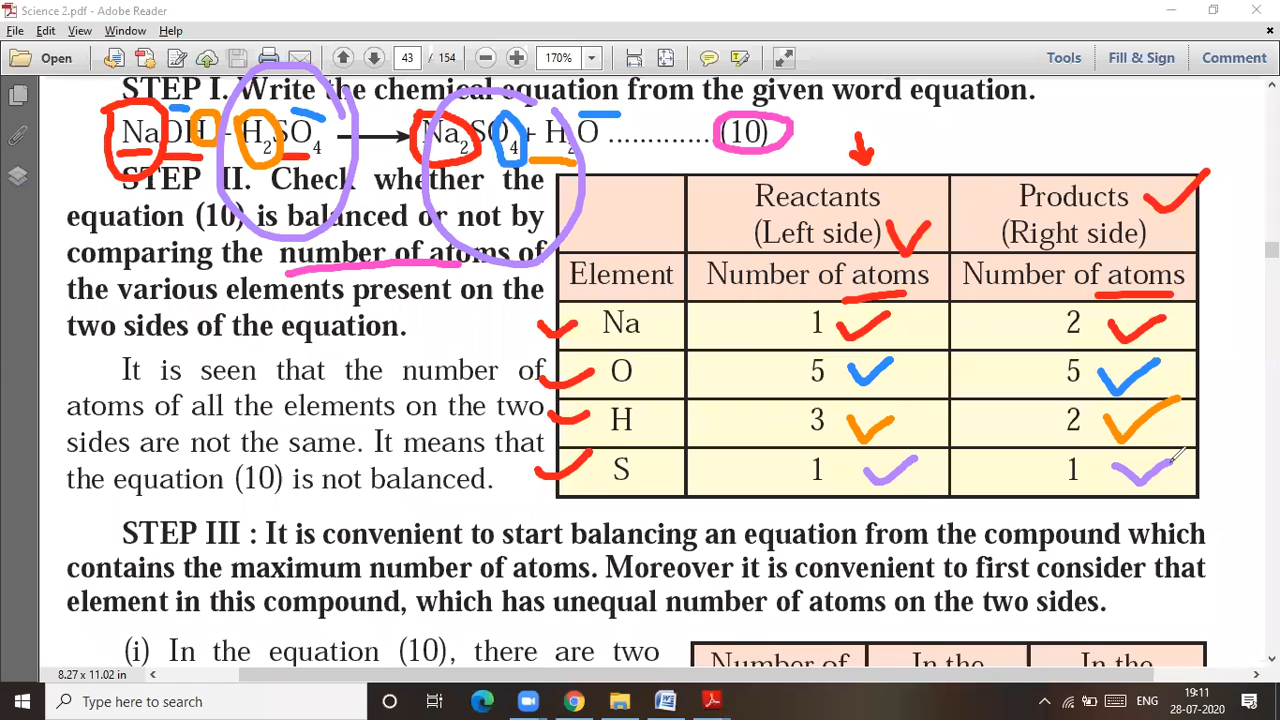 Science 2.pdf - Adobe Reader
File Edit View Window Help
Open 43 / 154 170% Tools Fill & Sign Comment
STEP I. Write the chemical equation from the given word equation.
NaOH + H2SO4 → Na2SO4 + H2O ............. (10)
STEP II. Check whether the
equation (10) is balanced or not by
comparing the number of atoms of
the various elements present on the
two sides of the equation.
It is seen that the number of
atoms of all the elements on the two
sides are not the same. It means that
the equation (10) is not balanced.
Reactants Products
(Left side) (Right side)
Element Number of atoms Number of atoms
Na 1 2
O 5 5
H 3 2
S 1 1
STEP III : It is convenient to start balancing an equation from the compound which
contains the maximum number of atoms. Moreover it is convenient to first consider that
element in this compound, which has unequal number of atoms on the two sides.
(i) In the equation (10), there are two
Number of In the In the
8.27 x 11.02 in
Type here to search
ENG
19:11
28-07-2020